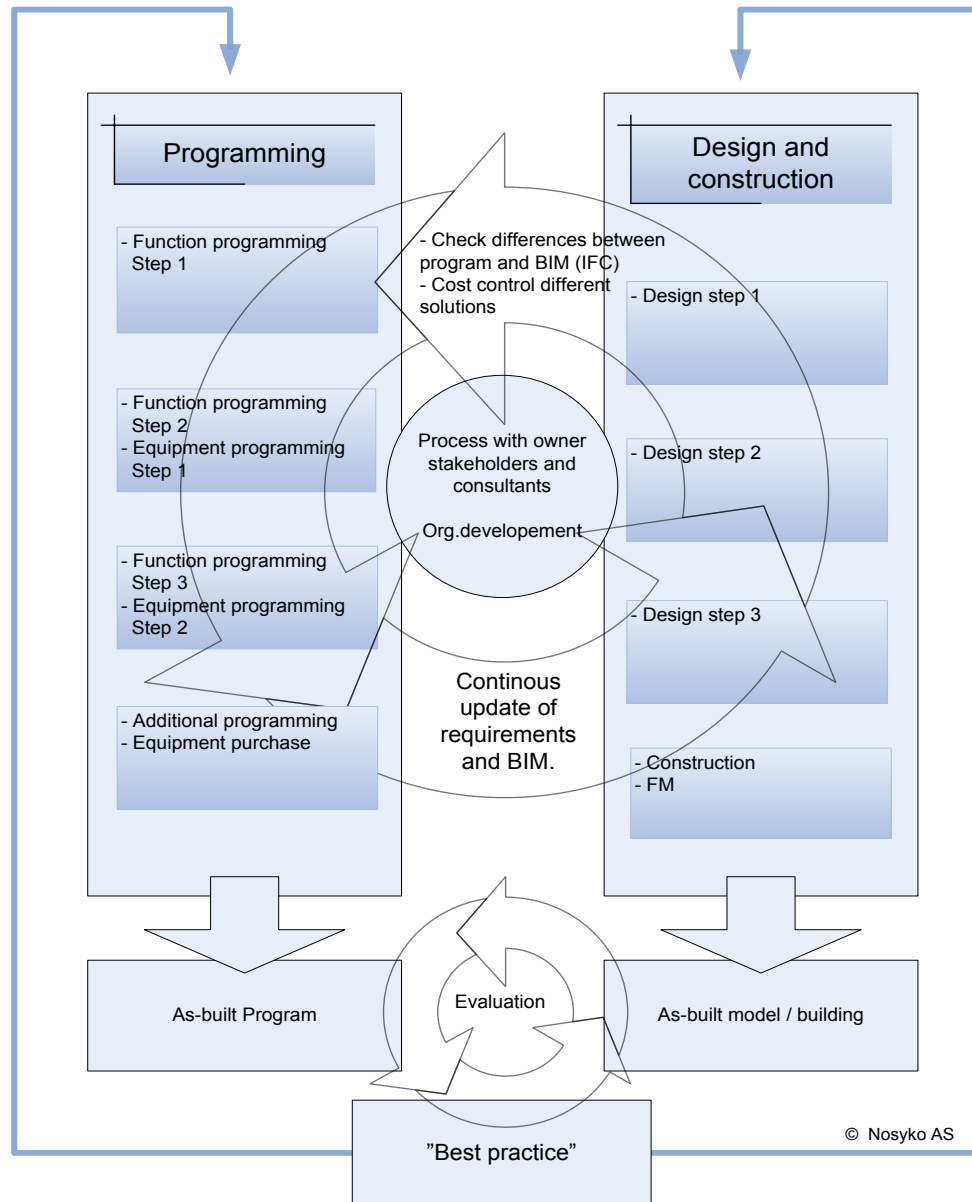 Programming
- Function programming
Step 1
- Function programming
Step 2
- Equipment programming
Step 1
- Function programming
Step 3
- Equipment programming
Step 2
- Additional programming
- Equipment purchase
- Check differences between
program and BIM (IFC)
- Cost control different
solutions
Process with owner
stakeholders and
consultants
Org.developement
Continous
update of
requirements
and BIM.
Design and
construction
- Design step 1
- Design step 2
- Design step 3
- Construction
- FM
As-built Program
Evaluation
As-built model / building
”Best practice”
© Nosyko AS